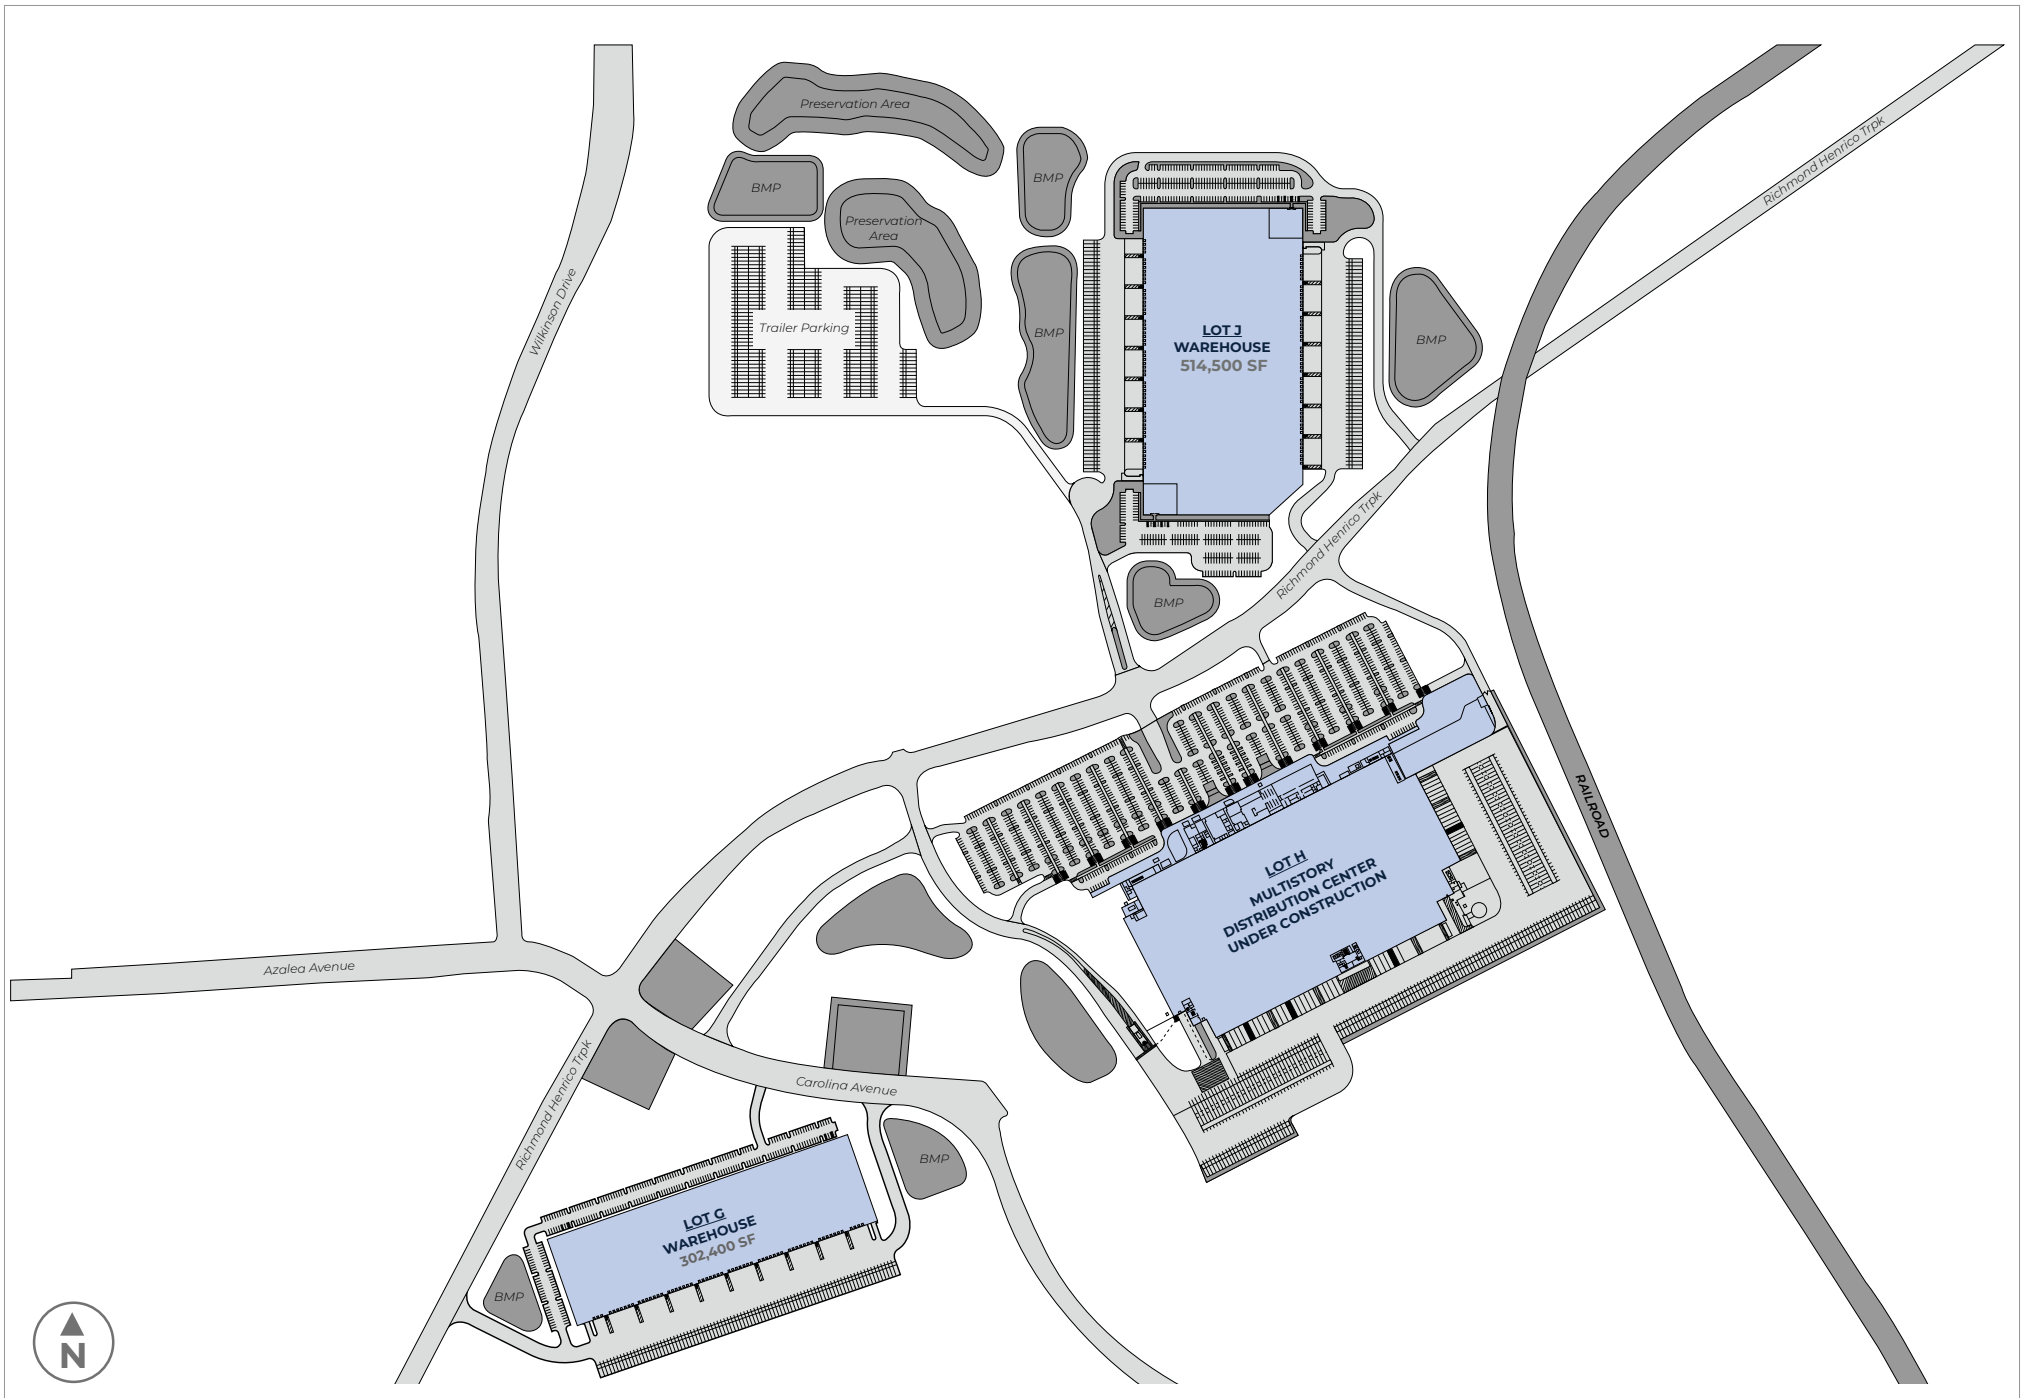 Preservation Area
BMP
BMP
Preservation
Area
Trailer Parking
BMP
LOT J
WAREHOUSE
514,500 SF
BMP
BMP
Richmond Henrico Trpk
Wilkinson Drive
Richmond Henrico Trpk
RAILROAD
LOT H
MULTISTORY
DISTRIBUTION CENTER
UNDER CONSTRUCTION
Azalea Avenue
Carolina Avenue
Richmond Henrico Trpk
BMP
LOT G
WAREHOUSE
302,400 SF
BMP
N